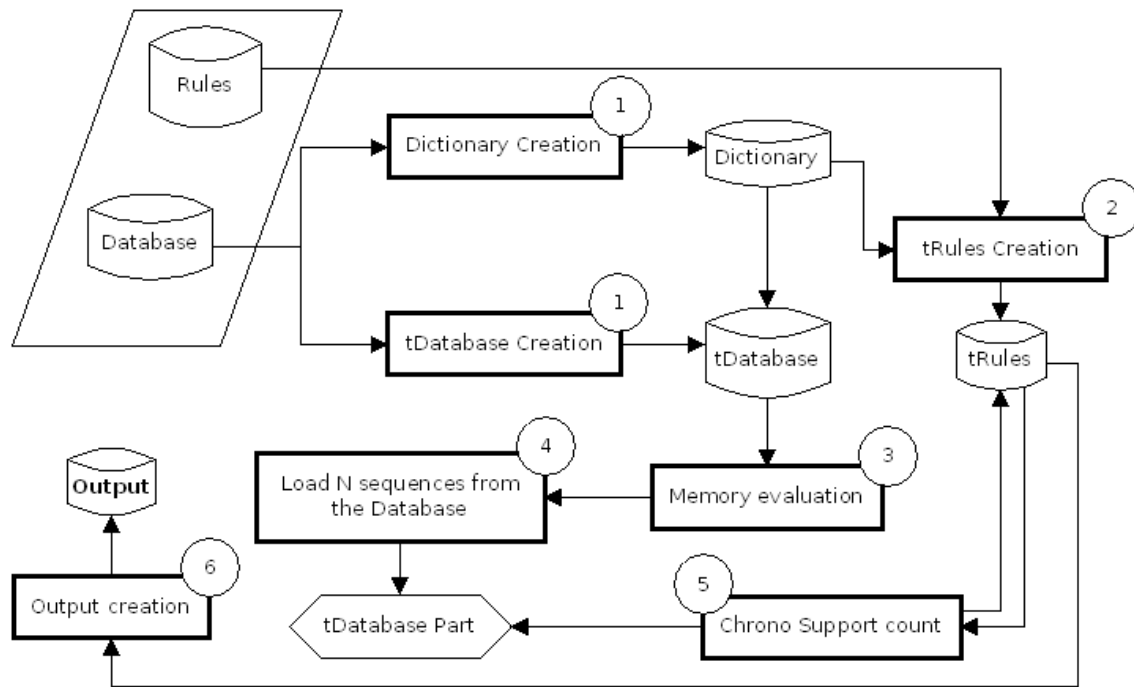 Rules
1
Dictionary Creation
Dictionary
2
Database
tRules Creation
1
tDatabase Creation
tDatabase
tRules
4
3
Load N sequences from
the Database
Output
Memory evaluation
6
5
Output creation
tDatabase Part
Chrono Support count